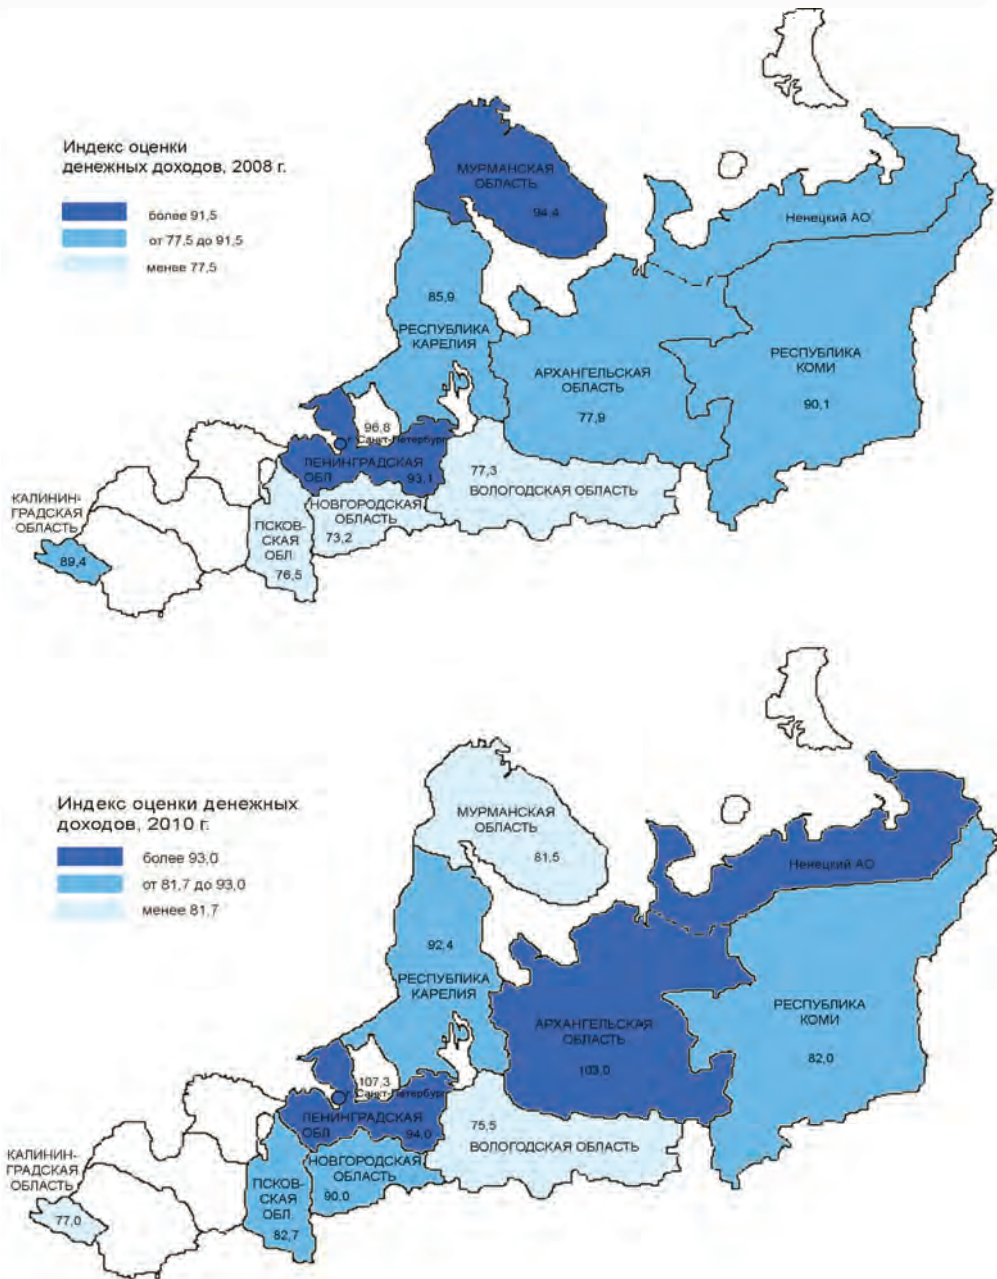 Индекс оценки
денежных доходов, 2008 г.
более 91,5
от 77,5 до 91,5
менее 77,5
МУРМАНСКАЯ
ОБЛАСТЬ
94,4
Ненецкий АО
85,9
РЕСПУБЛИКА
КАРЕЛИЯ
АРХАНГЕЛЬСКАЯ
ОБЛАСТЬ
77,9
РЕСПУБЛИКА
КОМИ
90,1
96,8
г. Санкт-Петербург
ЛЕНИНГРАДСКАЯ
ОБЛ.
93,1
77,3
ВОЛОГОДСКАЯ ОБЛАСТЬ
НОВГОРОДСКАЯ
ОБЛАСТЬ
73,2
ПСКОВ-
СКАЯ
ОБЛ.
76,5
КАЛИНИН-
ГРАДСКАЯ
ОБЛАСТЬ
89,4
Индекс оценки денежных
доходов, 2010 г.
более 93,0
от 81,7 до 93,0
менее 81,7
МУРМАНСКАЯ
ОБЛАСТЬ
81,5
Ненецкий АО
92,4
РЕСПУБЛИКА
КАРЕЛИЯ
АРХАНГЕЛЬСКАЯ
ОБЛАСТЬ
103,0
РЕСПУБЛИКА
КОМИ
82,0
107,3
г. Санкт-Петербург
ЛЕНИНГРАДСКАЯ
ОБЛ.
94,0
75,5
ВОЛОГОДСКАЯ ОБЛАСТЬ
НОВГОРОДСКАЯ
ОБЛАСТЬ
90,0
ПСКОВ-
СКАЯ
ОБЛ.
82,7
КАЛИНИН-
ГРАДСКАЯ
ОБЛАСТЬ
77,0